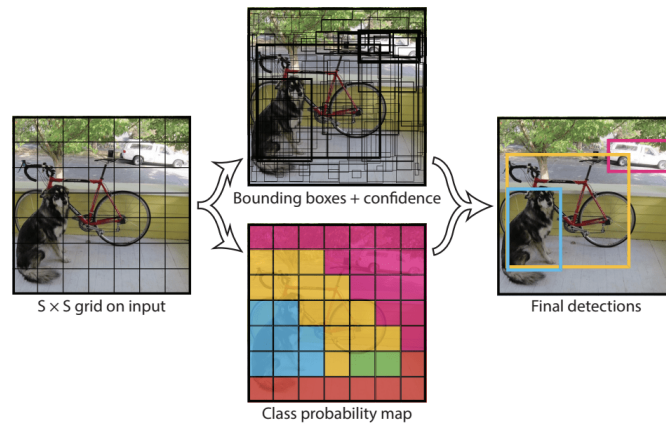 S × S grid on input
Bounding boxes + confidence
Class probability map
Final detections